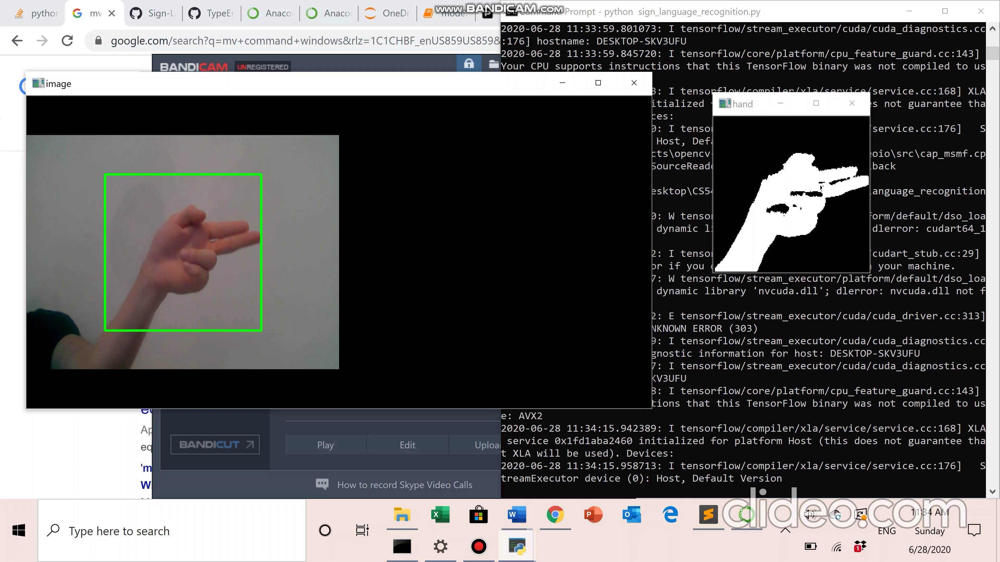 pythor
mv
Sign-L
TypeEr
Anaco
Anaco
OneDr
model
www.BANDICAM.com
Command Prompt - python sign_language_recognition.py
google.com/search?q=mv+command+windows&rlz=1C1CHBF_enUS859US859&
BANDICAM UNREGISTERED
image
hand
2020-06-28 11:33:59.801073: I tensorflow/stream_executor/cuda/cuda_diagnostics.cc
:176] hostname: DESKTOP-SKV3UFU
2020-06-28 11:33:59.845720: I tensorflow/core/platform/cpu_feature_guard.cc:143]
Your CPU supports instructions that this TensorFlow binary was not compiled to us
3: I tensorflow/compiler/xla/service/service.cc:168] XLA
itialized es not guarantee tha
ces:
0: I tenso service.cc:176]   S
Host, Defa
cts\opencv- eoio\src\cap_msmf.cp
SourceReade back
esktop\CS54 anguage_recognition
0: W tenso form/default/dso_loa
dynamic li dlerror: cudart64_1
2: I tenso cudart_stub.cc:29]
or if you your machine.
7: W tensorflow/stream_executor/platform/default/dso_loa
dynamic library 'nvcuda.dll'; dlerror: nvcuda.dll not f
2: E tensorflow/stream_executor/cuda/cuda_driver.cc:313]
NKNOWN ERROR (303)
9: I tensorflow/stream_executor/cuda/cuda_diagnostics.cc
gnostic information for host: DESKTOP-SKV3UFU
7: I tensorflow/stream_executor/cuda/cuda_diagnostics.cc
KV3UFU
8: I tensorflow/core/platform/cpu_feature_guard.cc:143]
tions that this TensorFlow binary was not compiled to us
e: AVX2
2020-06-28 11:34:15.942389: I tensorflow/compiler/xla/service/service.cc:168] XLA
service 0x1fd1aba2460 initialized for platform Host (this does not guarantee tha
t XLA will be used). Devices:
2020-06-28 11:34:15.958713: I tensorflow/compiler/xla/service/service.cc:176]   S
treamExecutor device (0): Host, Default Version
Ap
eq
'm
W
BANDICUT
Play
Edit
Uploa
How to record Skype Video Calls
clideo.com
Type here to search
11:34 AM
ENG
Sunday
6/28/2020
1